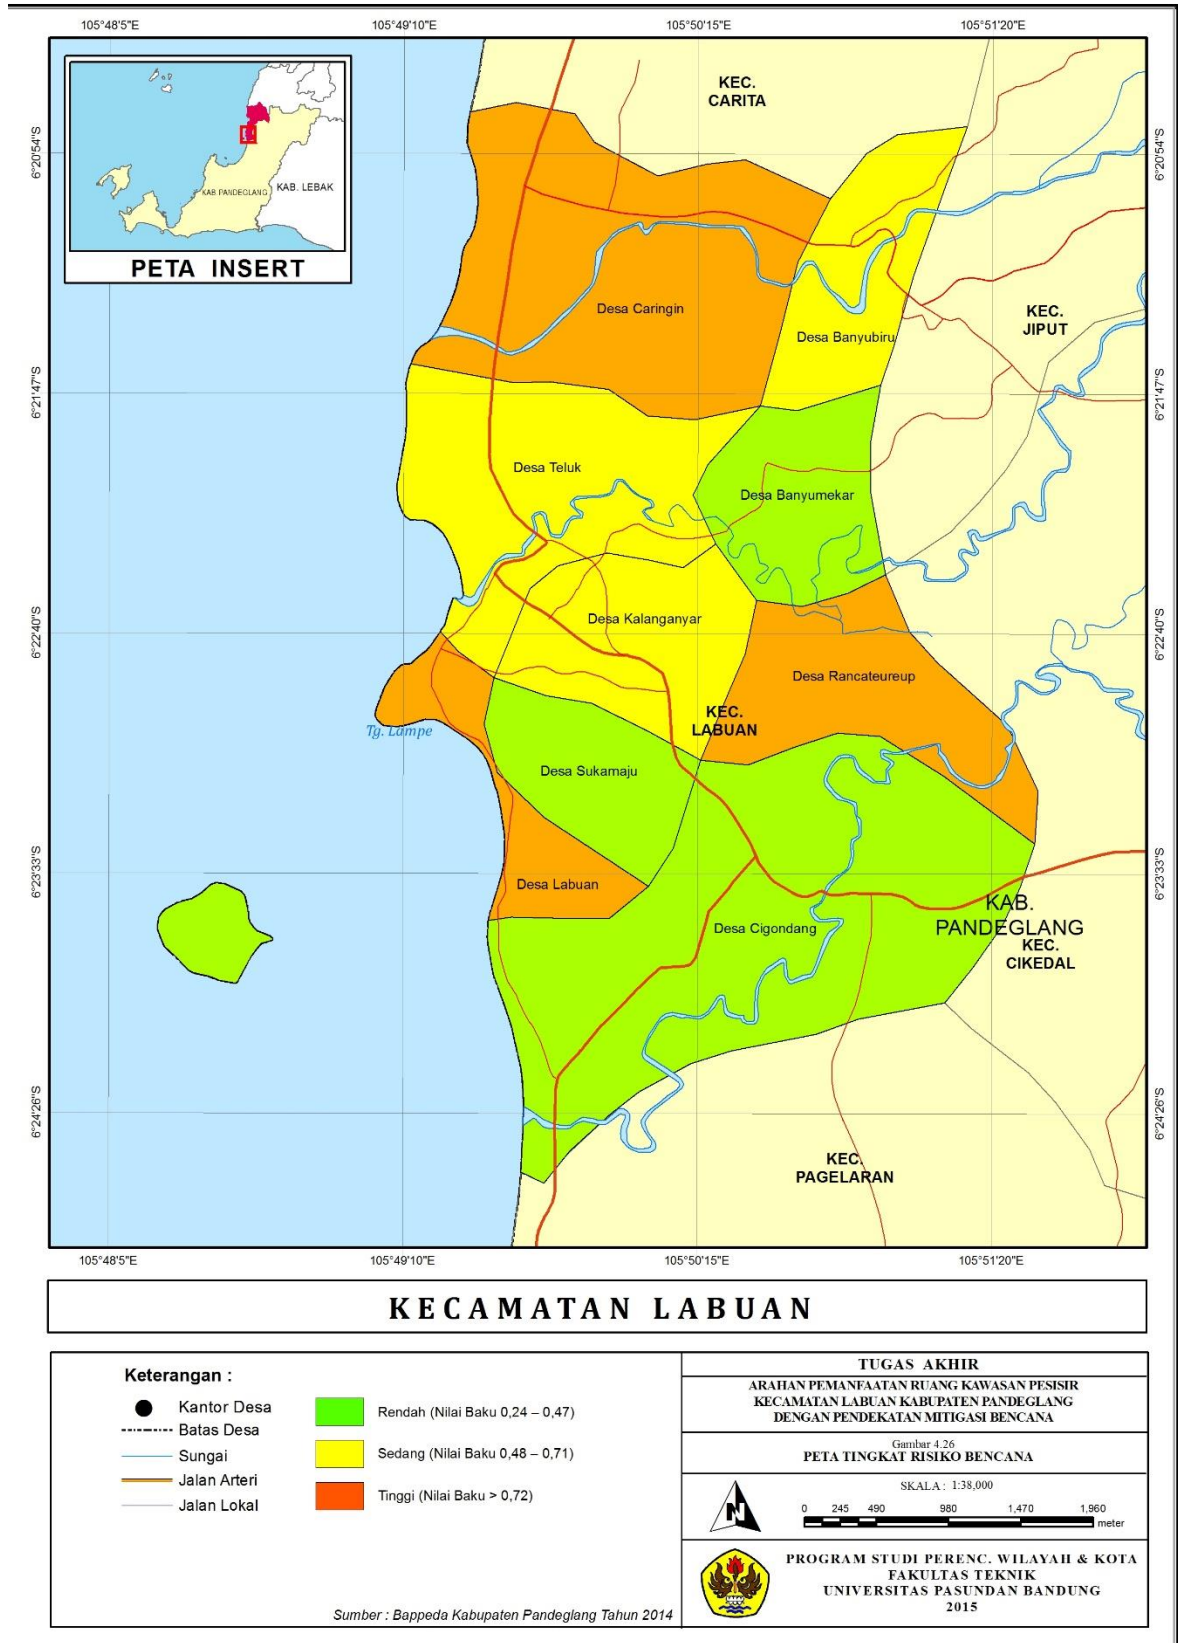 105°48'5"E
105°49'10"E
105°50'15"E
105°51'20"E
6°20'54"S
6°20'54"S
KEC.
CARITA
KAB. PANDEGLANG
KAB. LEBAK
PETA INSERT
Desa Caringin
KEC.
JIPUT
Desa Banyubiru
6°21'47"S
6°21'47"S
Desa Teluk
Desa Banyumekar
Desa Kalanganyar
6°22'40"S
6°22'40"S
Desa Rancateureup
KEC.
LABUAN
Tg. Lampe
Desa Sukamaju
6°23'33"S
6°23'33"S
Desa Labuan
KAB.
PANDEGLANG
Desa Cigondang
KEC.
CIKEDAL
6°24'26"S
6°24'26"S
KEC.
PAGELARAN
105°48'5"E
105°49'10"E
105°50'15"E
105°51'20"E
KECAMATAN LABUAN
Keterangan :
Kantor Desa
Batas Desa
Sungai
Jalan Arteri
Jalan Lokal
Rendah (Nilai Baku 0,24 – 0,47)
Sedang (Nilai Baku 0,48 – 0,71)
Tinggi (Nilai Baku > 0,72)
Sumber : Bappeda Kabupaten Pandeglang Tahun 2014
TUGAS AKHIR
ARAHAN PEMANFAATAN RUANG KAWASAN PESISIR
KECAMATAN LABUAN KABUPATEN PANDEGLANG
DENGAN PENDEKATAN MITIGASI BENCANA
Gambar 4.26
PETA TINGKAT RISIKO BENCANA
SKALA : 1:38,000
N
0 245 490 980 1,470 1,960
meter
PROGRAM STUDI PERENC. WILAYAH & KOTA
FAKULTAS TEKNIK
UNIVERSITAS PASUNDAN BANDUNG
2015